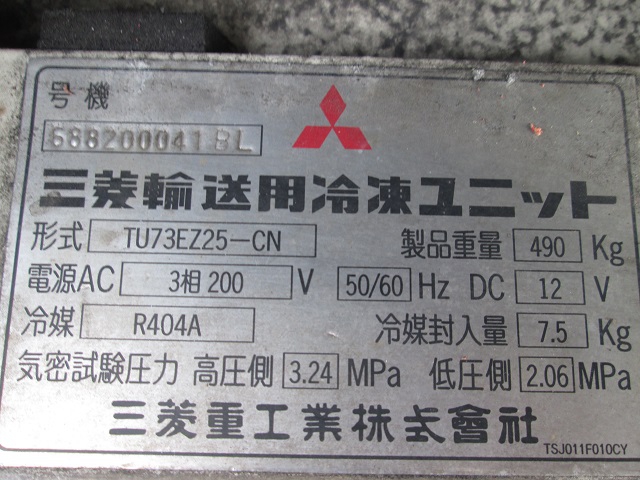 号機
688200041BL
三菱輸送用冷凍ユニット
形式 TU73EZ25-CN 製品重量 490 Kg
電源AC 3相 200 V 50/60 Hz DC 12 V
冷媒 R404A 冷媒封入量 7.5 Kg
気密試験圧力 高圧側 3.24 MPa 低圧側 2.06 MPa
三菱重工業株式會社
TSJ011F010CY